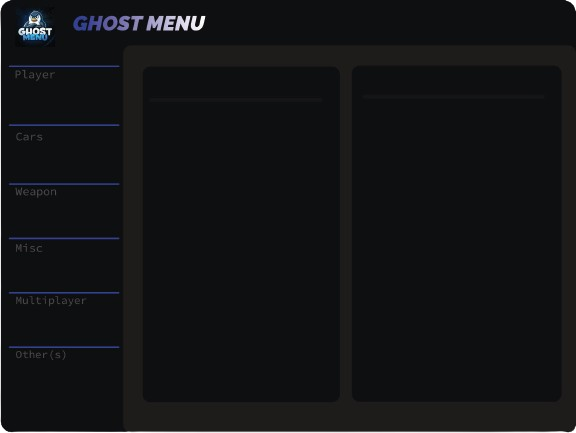 GHOST
MENU
GHOST MENU
Player
Cars
Weapon
Misc
Multiplayer
Other(s)